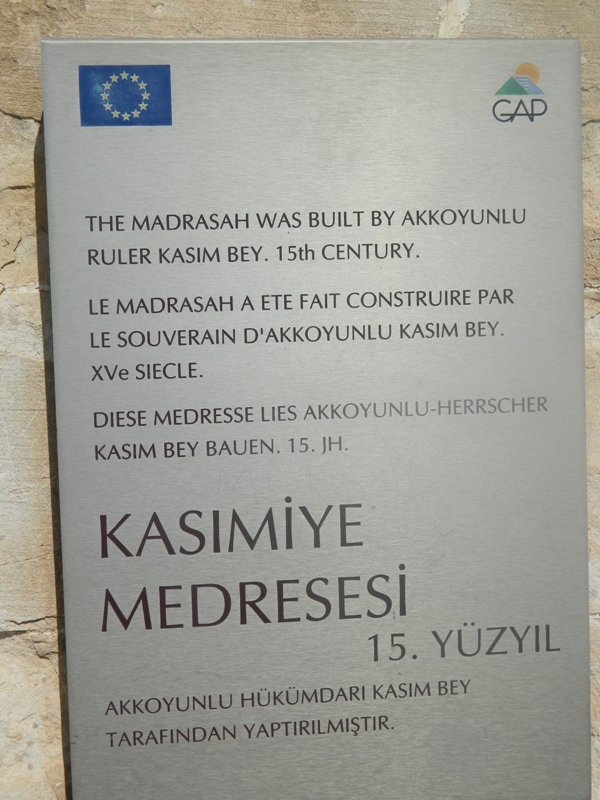 GAP
THE MADRASAH WAS BUILT BY AKKOYUNLU
RULER KASIM BEY. 15th CENTURY.
LE MADRASAH A ETE FAIT CONSTRUIRE PAR
LE SOUVERAIN D'AKKOYUNLU KASIM BEY.
XVe SIECLE.
DIESE MEDRESSE LIES AKKOYUNLU-HERRSCHER
KASIM BEY BAUEN. 15. JH.
KASIMİYE
MEDRESESİ
15. YÜZYIL
AKKOYUNLU HÜKÜMDARI KASIM BEY
TARAFINDAN YAPTIRILMIŞTIR.